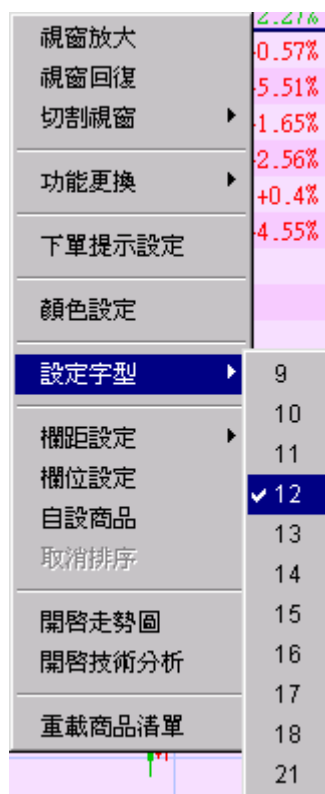 視窗放大
視窗回復
切割視窗
功能更換
下單提示設定
顏色設定
設定字型
欄距設定
欄位設定
自設商品
取消排序
開啓走勢圖
開啓技術分析
重載商品清單
2.27%
0.57%
5.51%
1.65%
2.56%
+0.4%
4.55%
9
10
11
12
13
14
15
16
17
18
21